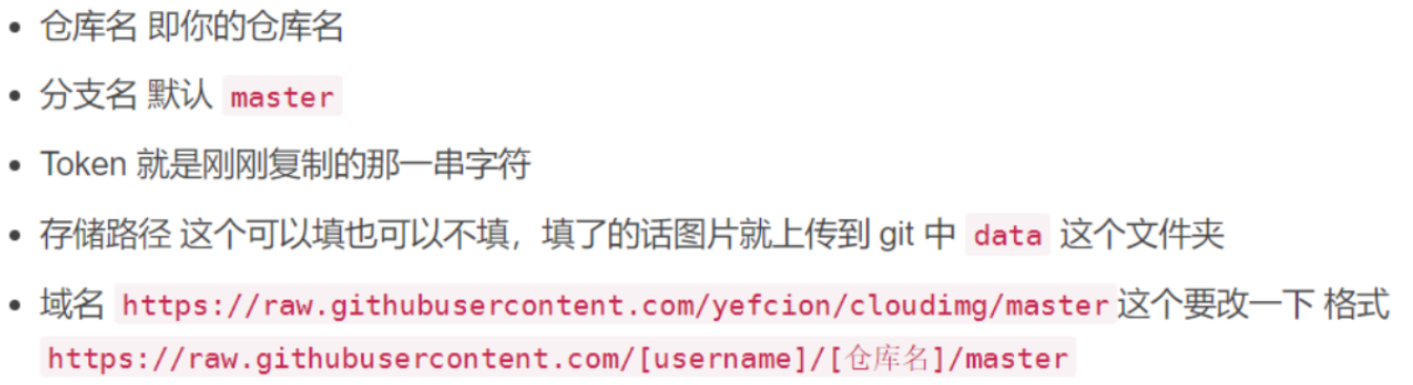 仓库名 即你的仓库名
分支名 默认 master
Token 就是刚刚复制的那一串字符
存储路径 这个可以填也可以不填，填了的话图片就上传到 git 中 data 这个文件夹
域名 https://raw.githubusercontent.com/yefcion/cloudimg/master这个要改一下 格式
https://raw.githubusercontent.com/[username]/[仓库名]/master